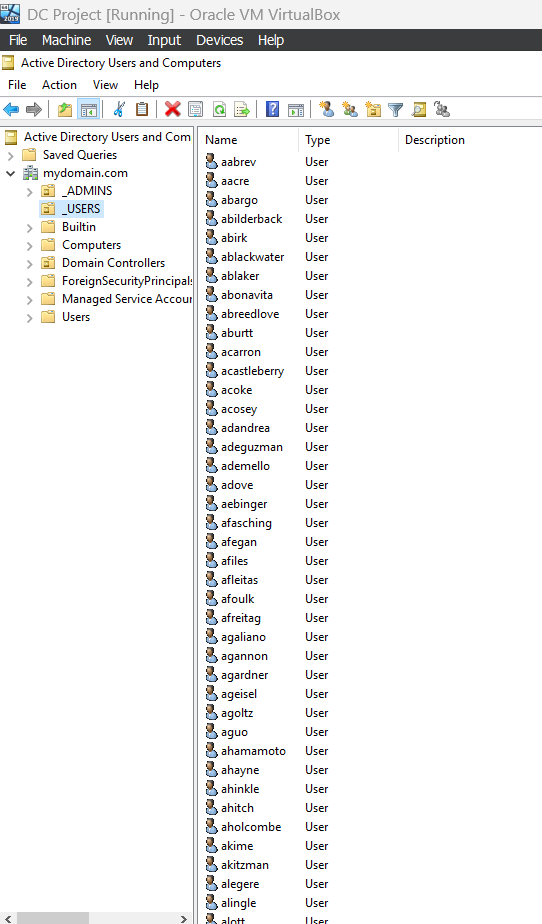 64
2019
DC Project [Running] - Oracle VM VirtualBox
File Machine View Input Devices Help
Active Directory Users and Computers
File Action View Help
Active Directory Users and Com
Saved Queries
mydomain.com
_ADMINS
_USERS
Builtin
Computers
Domain Controllers
ForeignSecurityPrincipals
Managed Service Accour
Users
Name Type Description
aabrev User
aacre User
abargo User
abilderback User
abirk User
ablackwater User
ablaker User
abonavita User
abreedlove User
aburtt User
acarron User
acastleberry User
acoke User
acosey User
adandrea User
adeguzman User
ademello User
adove User
aebinger User
afasching User
afegan User
afiles User
afleitas User
afoulk User
afreitag User
agaliano User
agannon User
agardner User
ageisel User
agoltz User
aguo User
ahamamoto User
ahayne User
ahinkle User
ahitch User
aholcombe User
akime User
akitzman User
alegere User
alingle User
alott User